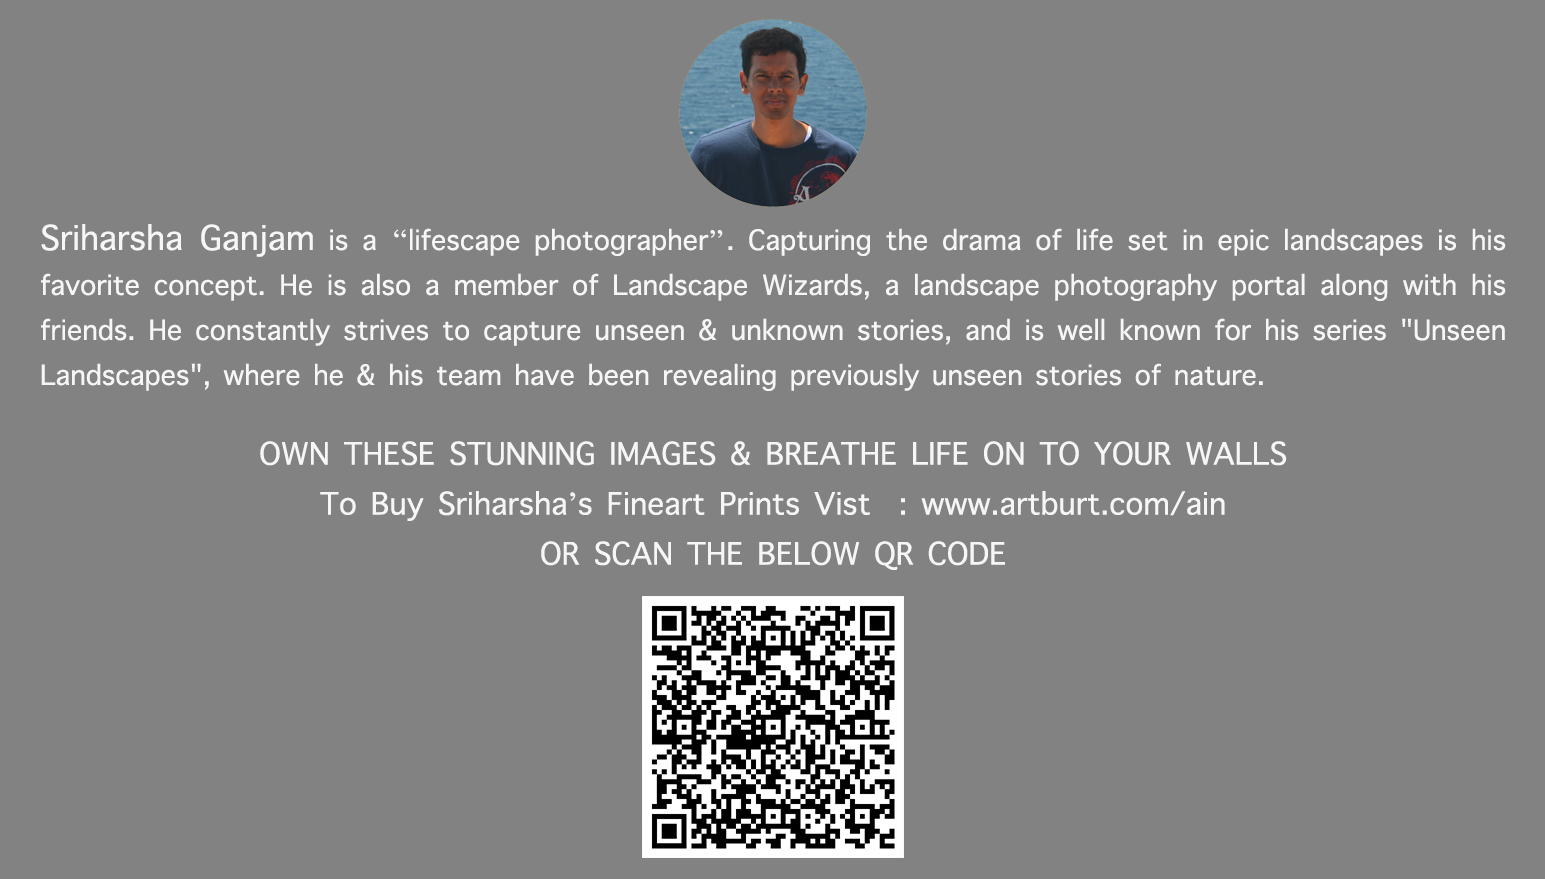 Sriharsha Ganjam is a “lifescape photographer”. Capturing the drama of life set in epic landscapes is his
favorite concept. He is also a member of Landscape Wizards, a landscape photography portal along with his
friends. He constantly strives to capture unseen & unknown stories, and is well known for his series "Unseen
Landscapes", where he & his team have been revealing previously unseen stories of nature.
OWN THESE STUNNING IMAGES & BREATHE LIFE ON TO YOUR WALLS
To Buy Sriharsha’s Fineart Prints Vist : www.artburt.com/ain
OR SCAN THE BELOW QR CODE